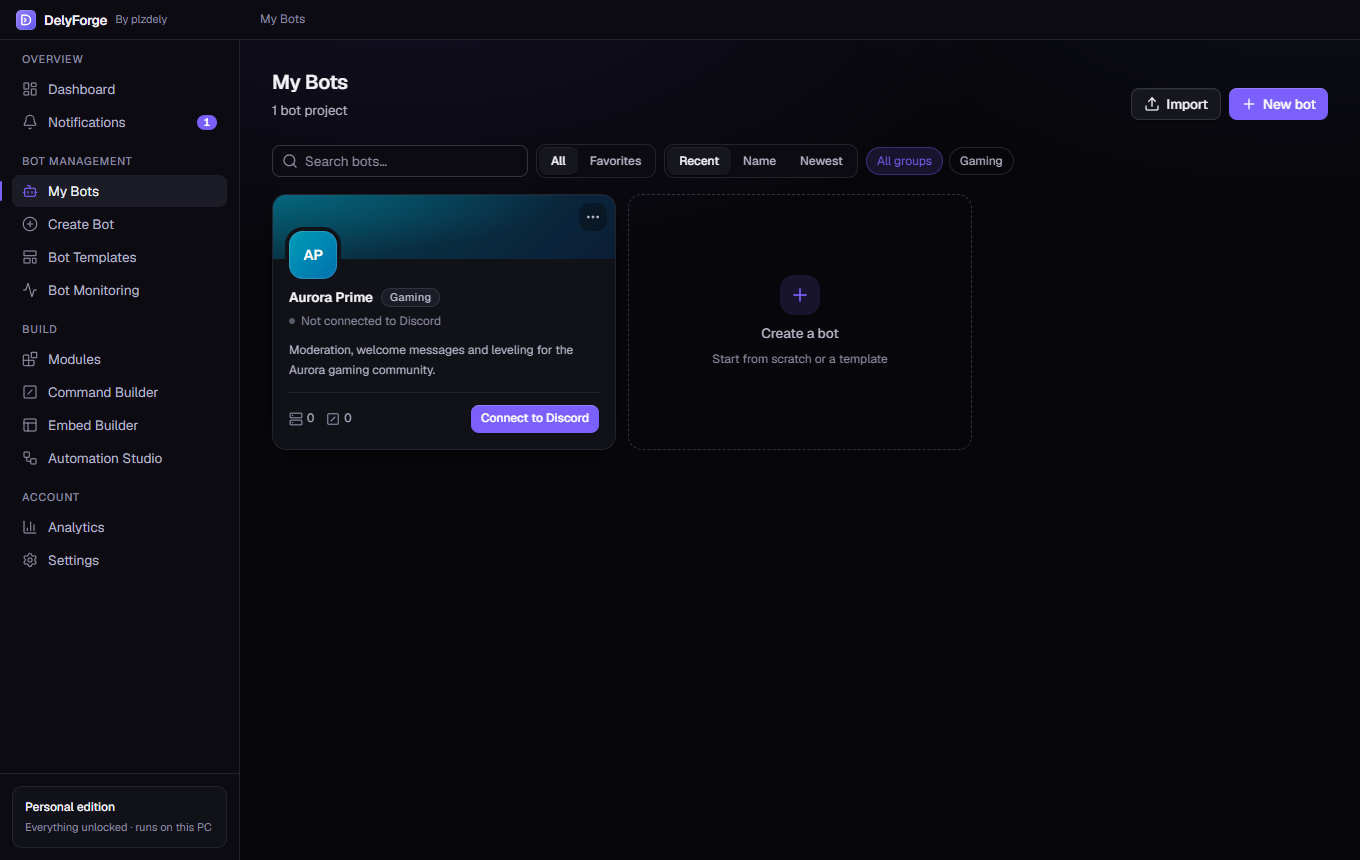 DelyForge By plzdely
My Bots
OVERVIEW
Dashboard
Notifications 1
BOT MANAGEMENT
My Bots
Create Bot
Bot Templates
Bot Monitoring
BUILD
Modules
Command Builder
Embed Builder
Automation Studio
ACCOUNT
Analytics
Settings
Personal edition
Everything unlocked · runs on this PC
My Bots
1 bot project
Import
New bot
Search bots...
All Favorites
Recent Name Newest
All groups Gaming
AP
Aurora Prime Gaming
Not connected to Discord
Moderation, welcome messages and leveling for the
Aurora gaming community.
0 0 Connect to Discord
Create a bot
Start from scratch or a template